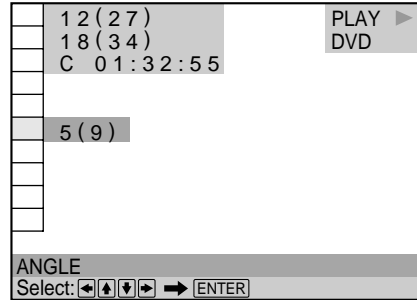 12(27)
18(34)
C 01:32:55
PLAY ▶
DVD
5(9)
ANGLE
Select: ← ↑ ↓ → ➡ ENTER